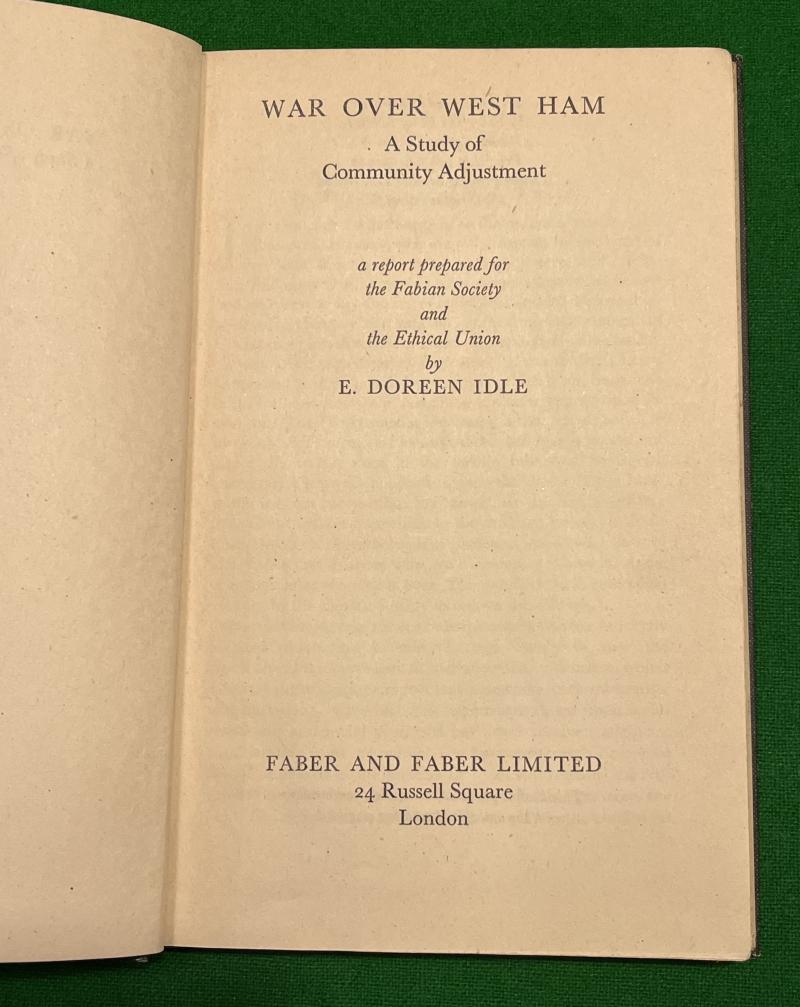 WAR OVER WEST HAM
A Study of
Community Adjustment
a report prepared for
the Fabian Society
and
the Ethical Union
by
E. DOREEN IDLE
FABER AND FABER LIMITED
24 Russell Square
London